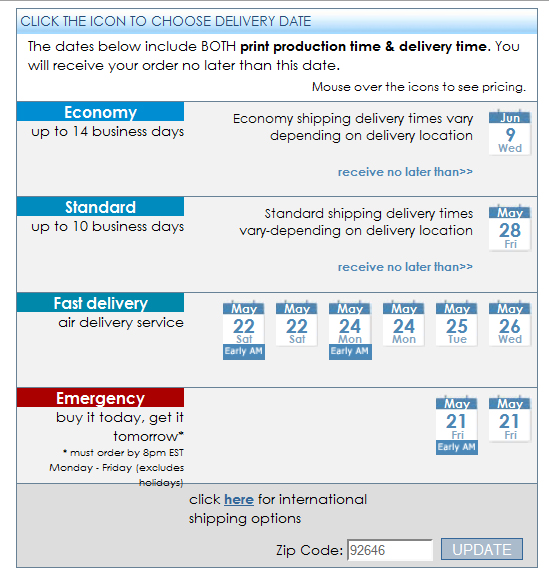 CLICK THE ICON TO CHOOSE DELIVERY DATE
The dates below include BOTH print production time & delivery time. You
will receive your order no later than this date.
Mouse over the icons to see pricing.
Economy
up to 14 business days
Economy shipping delivery times vary
depending on delivery location
receive no later than>>
Jun
9
Wed
Standard
up to 10 business days
Standard shipping delivery times
vary-depending on delivery location
receive no later than>>
May
28
Fri
Fast delivery
air delivery service
May
22
Sat
Early AM
May
22
Sat
May
24
Mon
Early AM
May
24
Mon
May
25
Tue
May
26
Wed
Emergency
buy it today, get it
tomorrow*
* must order by 8pm EST
Monday - Friday (excludes
holidays)
May
21
Fri
Early AM
May
21
Fri
click here for international
shipping options
Zip Code: 92646 UPDATE